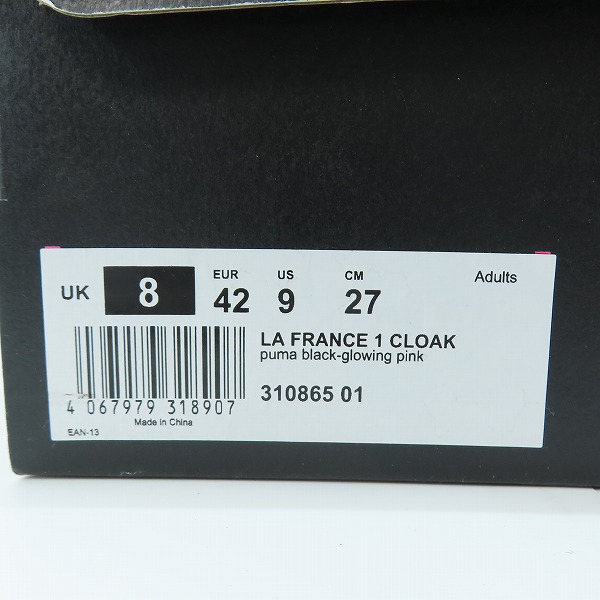 EUR US CM Adults
UK 8 42 9 27
LA FRANCE 1 CLOAK
puma black-glowing pink
310865 01
4 067979 318907
Made in China
EAN-13